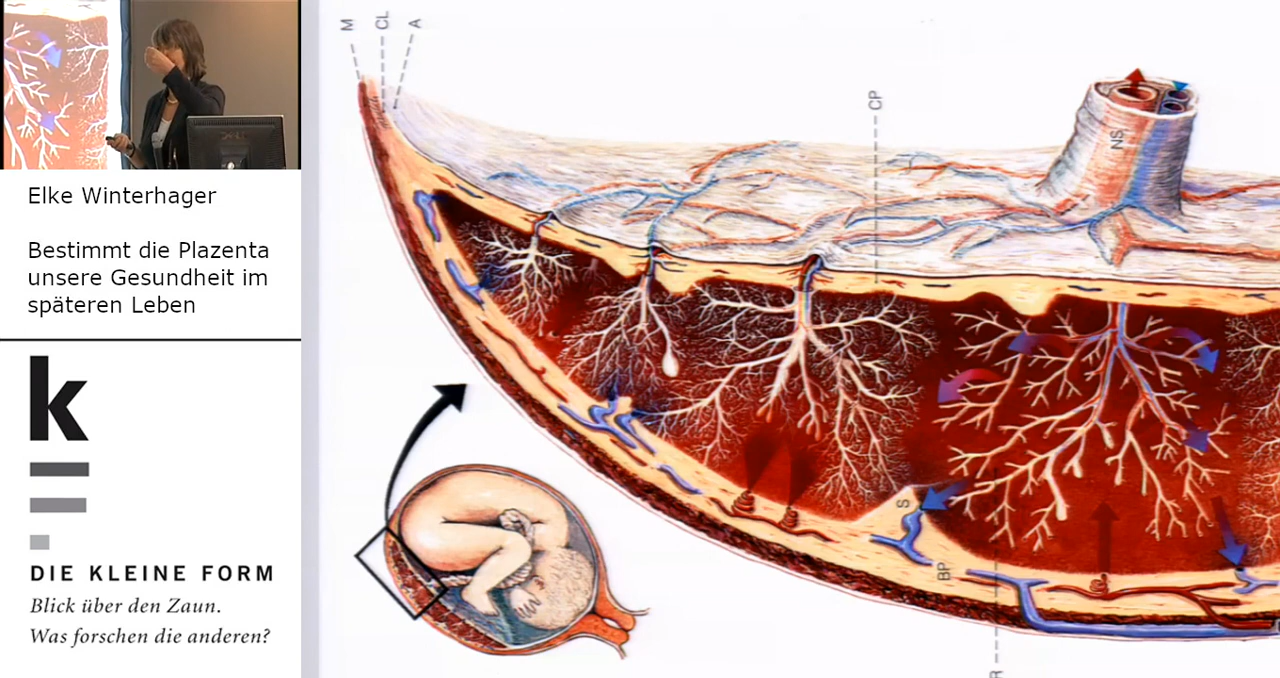 Elke Winterhager
Bestimmt die Plazenta
unsere Gesundheit im
späteren Leben
k
DIE KLEINE FORM
Blick über den Zaun.
Was forschen die anderen?
M
CL
A
CP
NS
S
BP
R
DELL